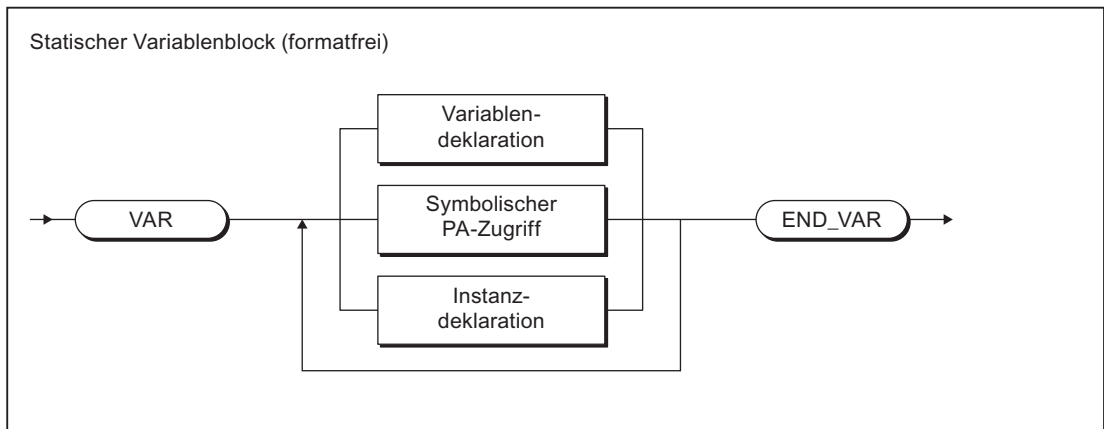 Statischer Variablenblock (formatfrei)
Variablen-
deklaration
VAR
Symbolischer
PA-Zugriff
END_VAR
Instanz-
deklaration